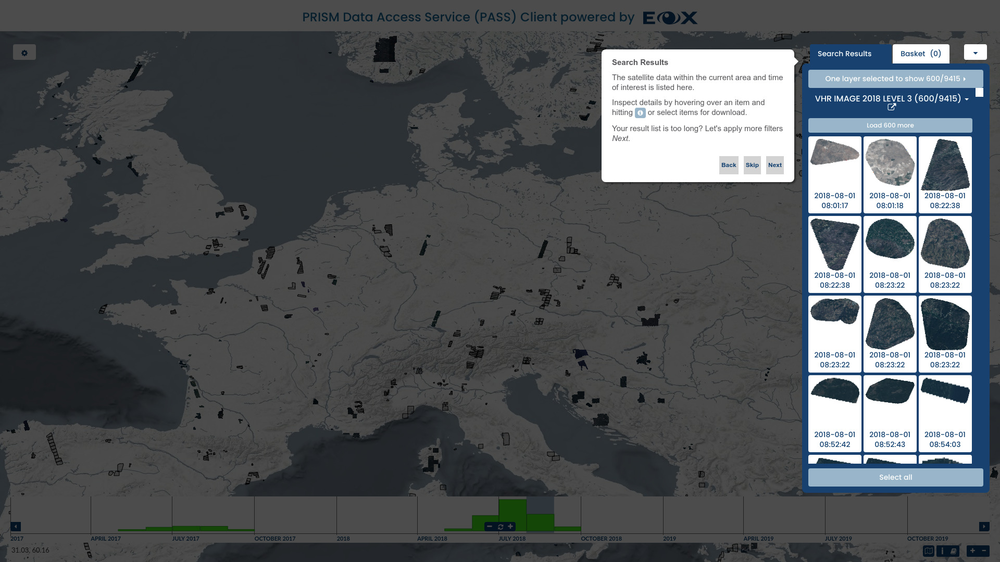 PRISM Data Access Service (PASS) Client powered by EOX
Search Results
Basket (0)
Search Results
The satellite data within the current area and time
of interest is listed here.
Inspect details by hovering over an item and
hitting or select items for download.
Your result list is too long? Let's apply more filters
Next.
Back Skip Next
One layer selected to show 600/9415
VHR IMAGE 2018 LEVEL 3 (600/9415)
Load 600 more
2018-08-01 2018-08-01 2018-08-01
08:01:17 08:01:18 08:22:38
2018-08-01 2018-08-01 2018-08-01
08:22:38 08:23:22 08:23:22
2018-08-01 2018-08-01 2018-08-01
08:23:22 08:23:22 08:23:22
2018-08-01 2018-08-01 2018-08-01
08:52:42 08:52:43 08:54:03
Select all
2017 APRIL 2017 JULY 2017 OCTOBER 2017 2018 APRIL 2018 JULY 2018 OCTOBER 2018 2019 APRIL 2019 JULY 2019 OCTOBER 2019
31.03, 60.16